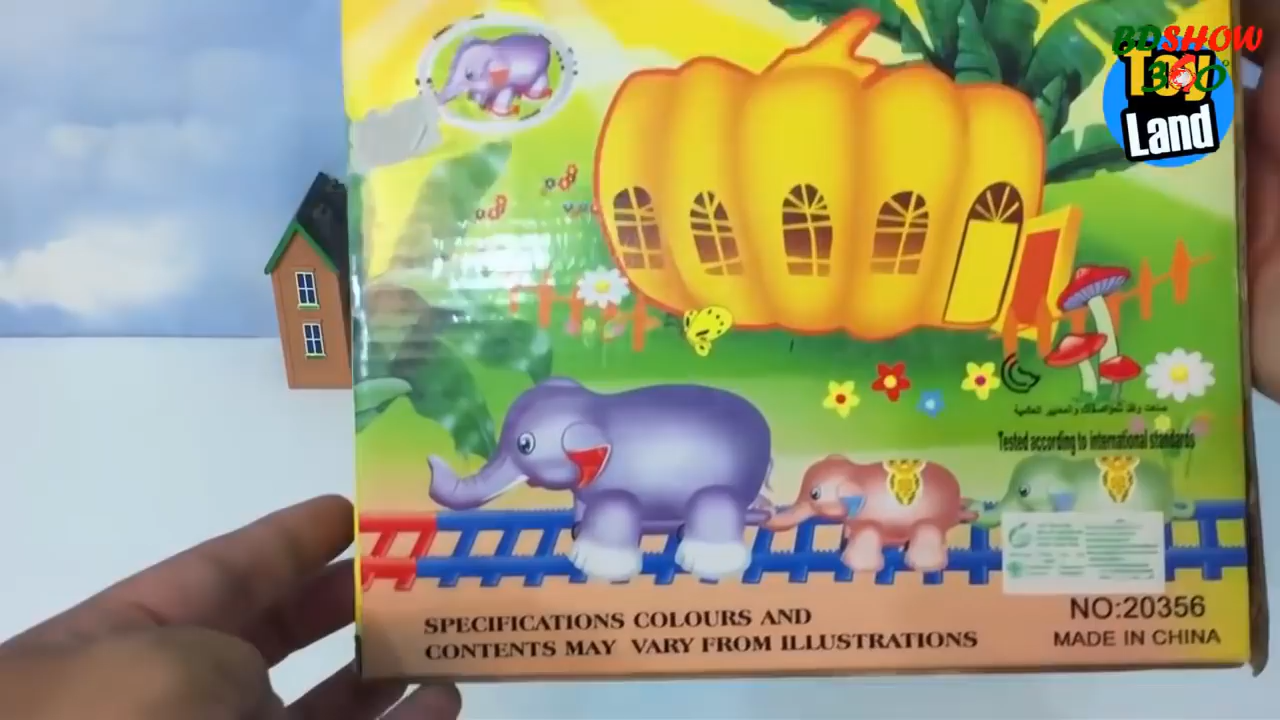 BDSHOW
360°
Toy
Land
Tested according to international standards
SPECIFICATIONS COLOURS AND
CONTENTS MAY VARY FROM ILLUSTRATIONS
NO:20356
MADE IN CHINA